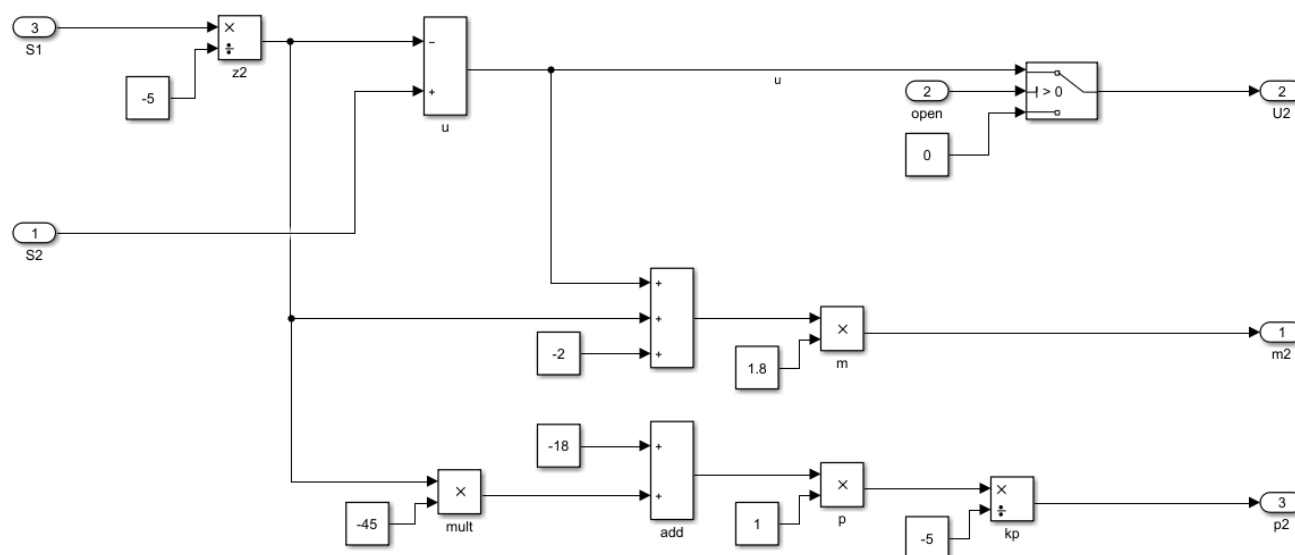 3
S1
×
÷
z2
-5
−
+
u
u
2
open
> 0
0
2
U2
1
S2
+
+
+
-2
1.8
×
m
1
m2
-18
+
+
add
-45
×
mult
1
×
p
-5
×
÷
kp
3
p2